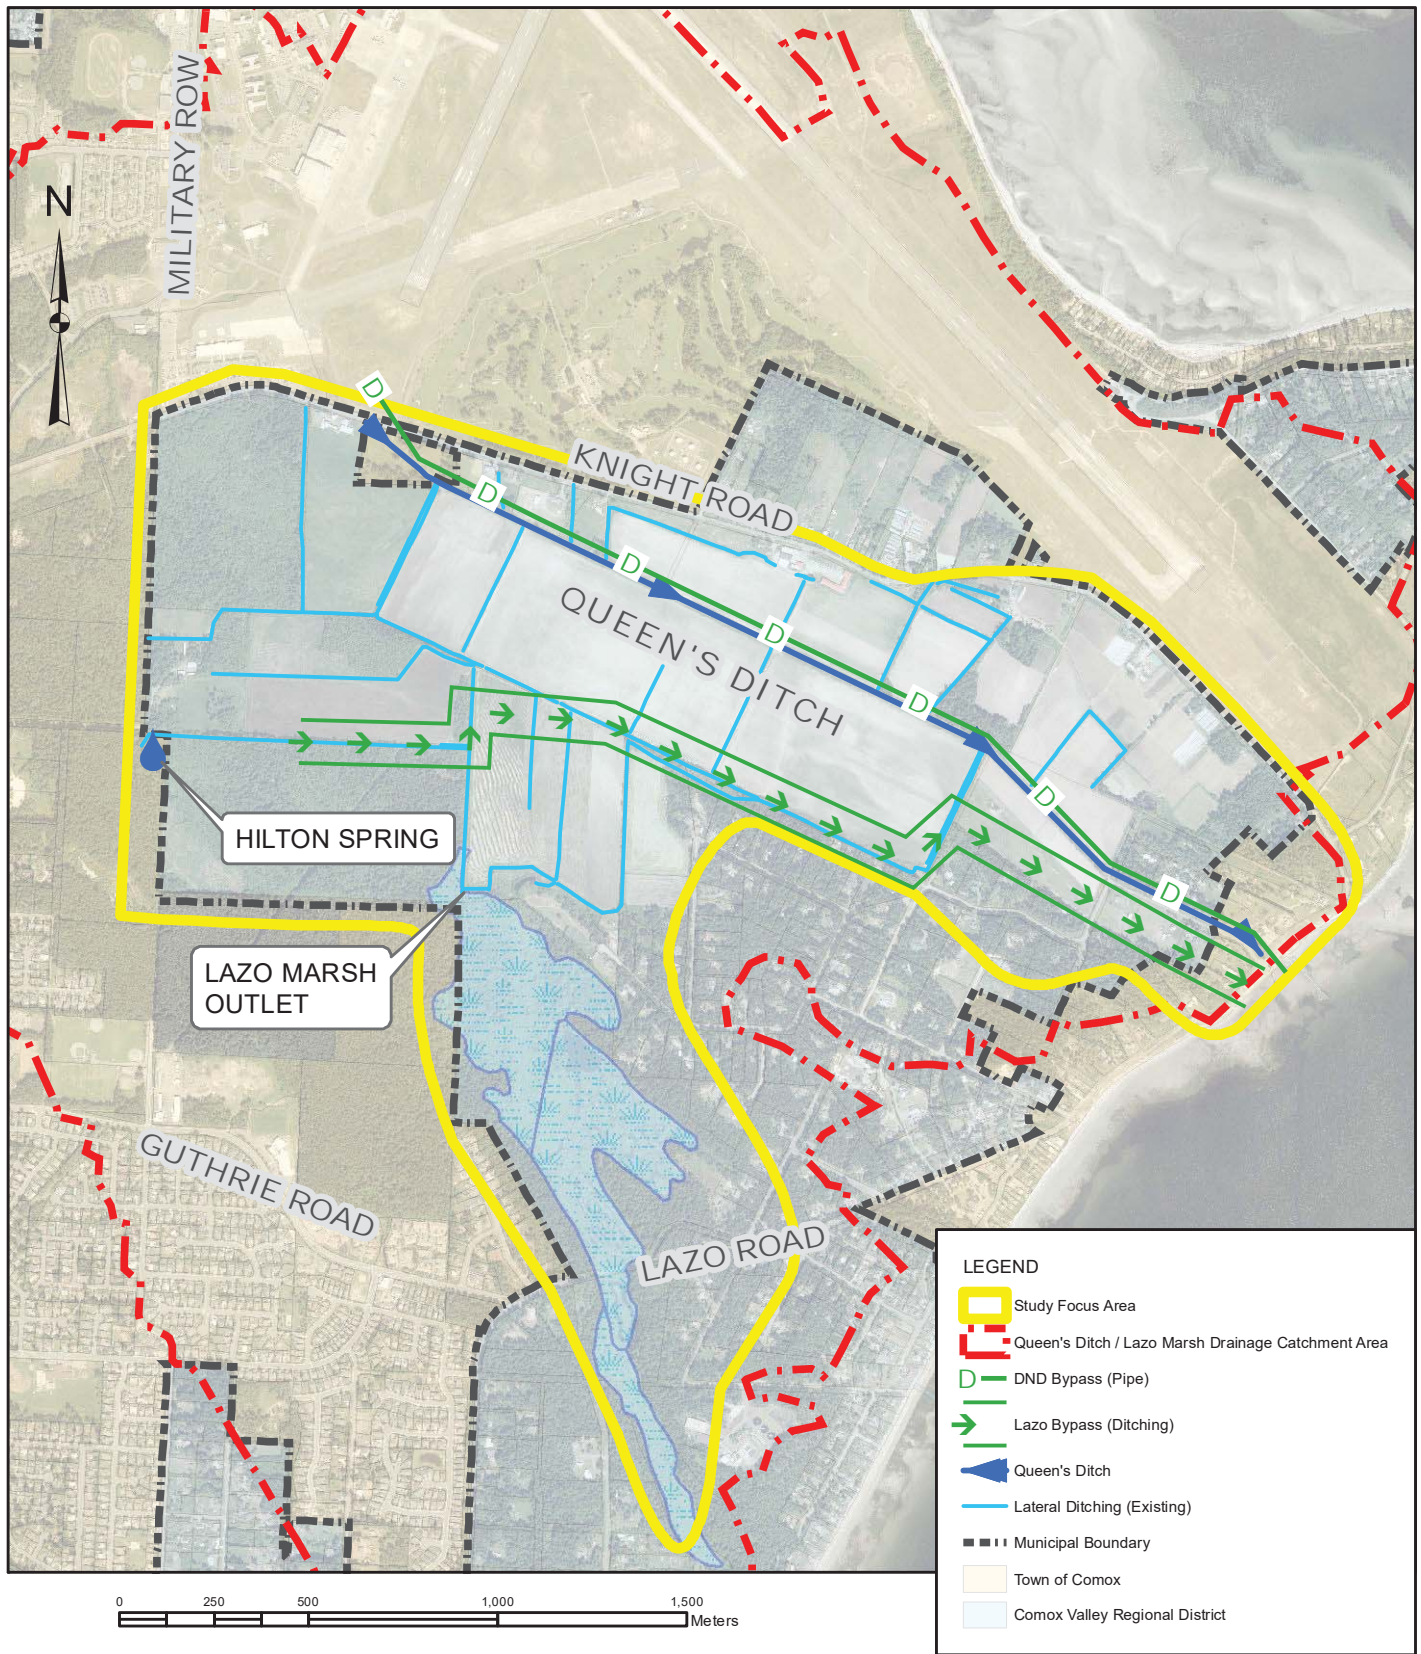 MILITARY ROW
N
D
KNIGHT ROAD
D
D
D
D
D
D
QUEEN'S DITCH
HILTON SPRING
LAZO MARSH
OUTLET
GUTHRIE ROAD
LAZO ROAD
LEGEND
Study Focus Area
Queen's Ditch / Lazo Marsh Drainage Catchment Area
D DND Bypass (Pipe)
Lazo Bypass (Ditching)
Queen's Ditch
Lateral Ditching (Existing)
Municipal Boundary
Town of Comox
Comox Valley Regional District
0 250 500 1,000 1,500
Meters